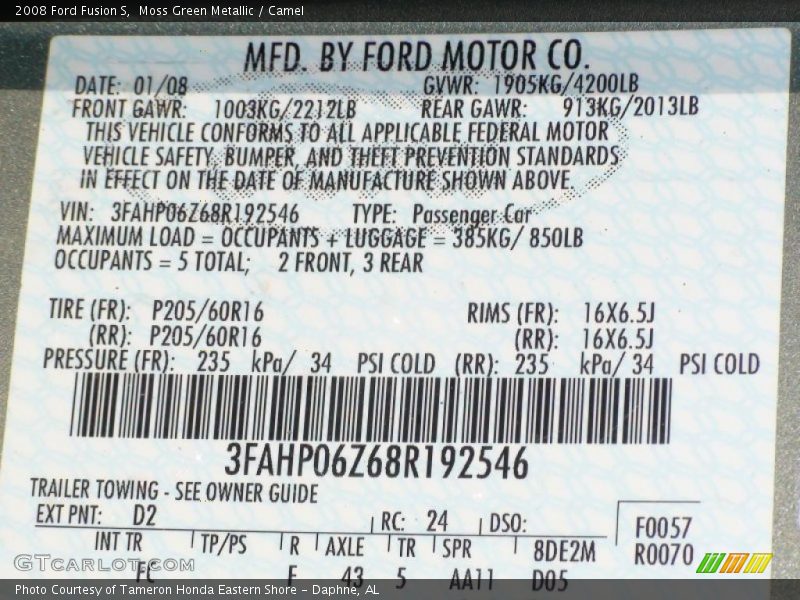 2008 Ford Fusion S, Moss Green Metallic / Camel
MFD. BY FORD MOTOR CO.
DATE: 01/08 GVWR: 1905KG/4200LB
FRONT GAWR: 1003KG/2212LB REAR GAWR: 913KG/2013LB
THIS VEHICLE CONFORMS TO ALL APPLICABLE FEDERAL MOTOR
VEHICLE SAFETY, BUMPER, AND THEFT PREVENTION STANDARDS
IN EFFECT ON THE DATE OF MANUFACTURE SHOWN ABOVE.
VIN: 3FAHP06Z68R192546 TYPE: Passenger Car
MAXIMUM LOAD = OCCUPANTS + LUGGAGE = 385KG/ 850LB
OCCUPANTS = 5 TOTAL; 2 FRONT, 3 REAR
TIRE (FR): P205/60R16 RIMS (FR): 16X6.5J
(RR): P205/60R16 (RR): 16X6.5J
PRESSURE (FR): 235 kPa/ 34 PSI COLD (RR): 235 kPa/ 34 PSI COLD
3FAHP06Z68R192546
TRAILER TOWING - SEE OWNER GUIDE
EXT PNT: D2 RC: 24 DSO: F0057
INT TR TP/PS R AXLE TR SPR 8DE2M R0070
FC F 43 5 AA11 D05
GTcarlot.com
Photo Courtesy of Tameron Honda Eastern Shore - Daphne, AL